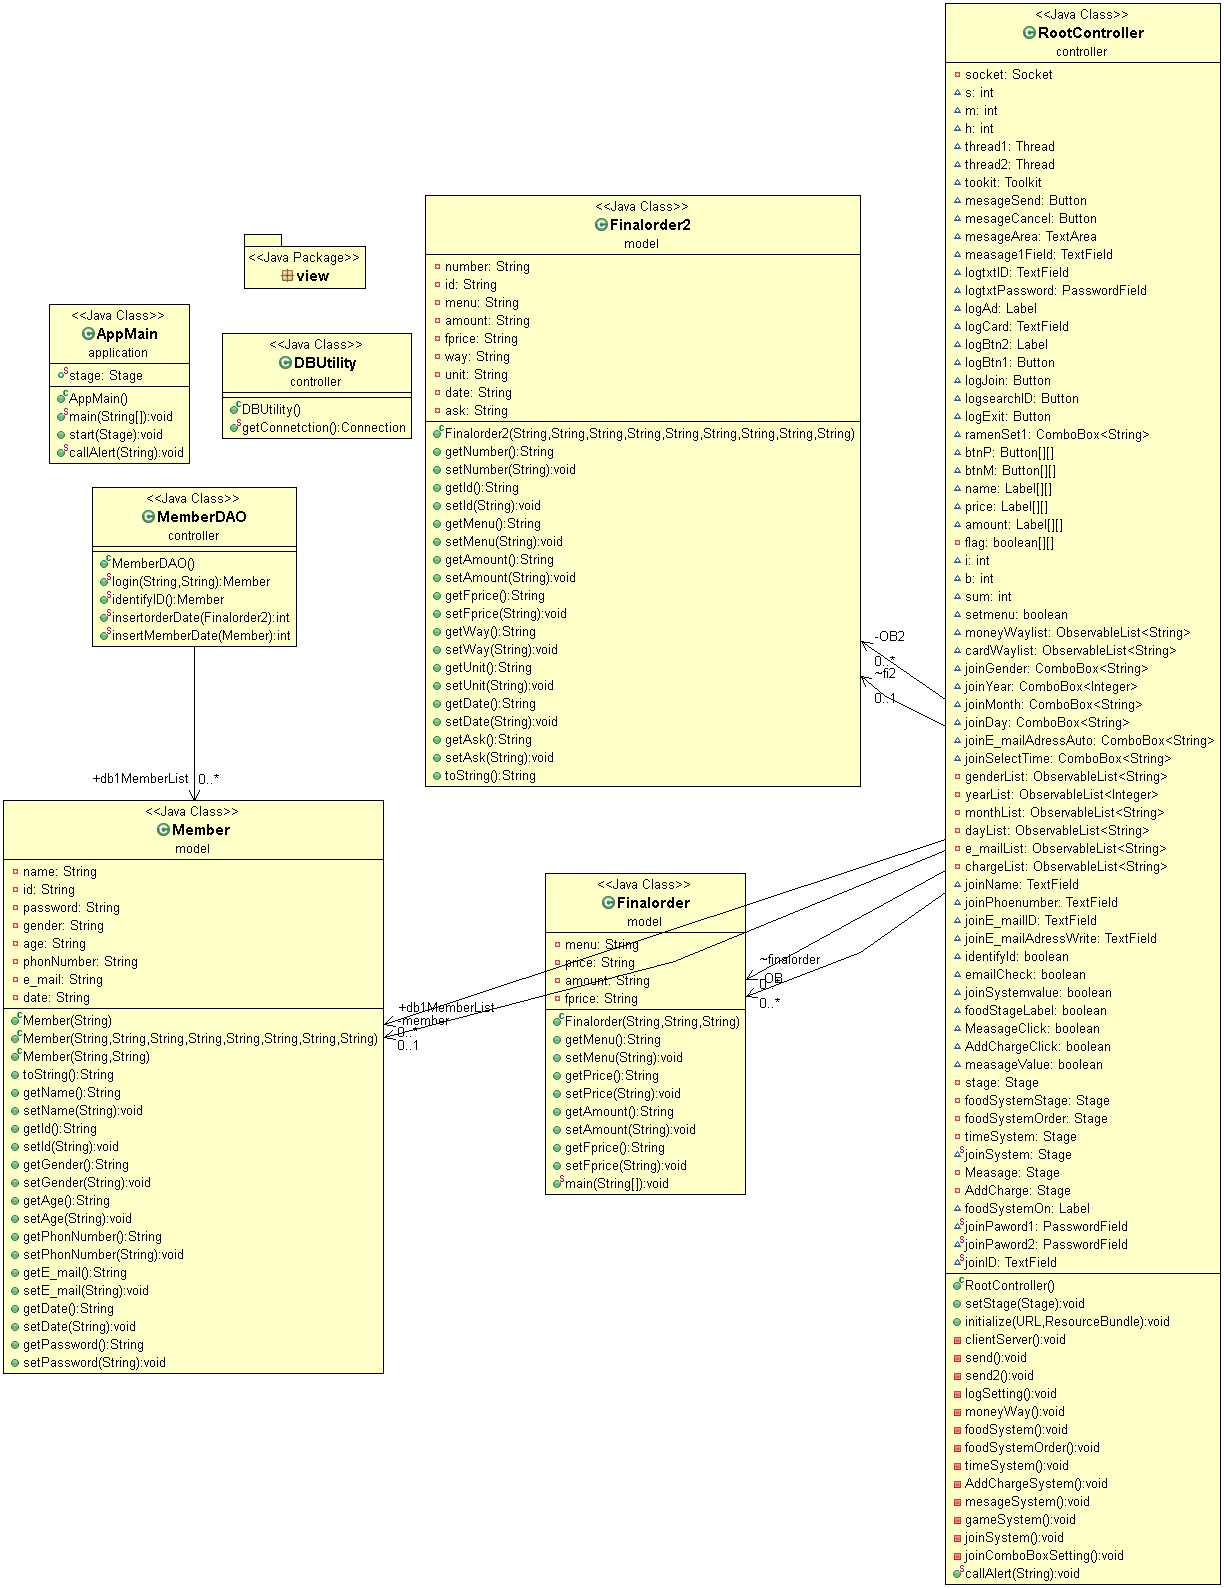 <<Java Class>>
RootController
controller
socket: Socket
s: int
m: int
h: int
thread1: Thread
thread2: Thread
tookit: Toolkit
mesageSend: Button
mesageCancel: Button
mesageArea: TextArea
measage1Field: TextField
logtxtID: TextField
logtxtPassword: PasswordField
logAd: Label
logCard: TextField
logBtn2: Label
logBtn1: Button
logJoin: Button
logsearchID: Button
logExit: Button
ramenSet1: ComboBox<String>
btnP: Button[][]
btnM: Button[][]
name: Label[][]
price: Label[][]
amount: Label[][]
flag: boolean[][]
i: int
b: int
sum: int
setmenu: boolean
moneyWaylist: ObservableList<String>
cardWaylist: ObservableList<String>
joinGender: ComboBox<String>
joinYear: ComboBox<Integer>
joinMonth: ComboBox<String>
joinDay: ComboBox<String>
joinE_mailAdressAuto: ComboBox<String>
joinSelectTime: ComboBox<String>
genderList: ObservableList<String>
yearList: ObservableList<Integer>
monthList: ObservableList<String>
dayList: ObservableList<String>
e_mailList: ObservableList<String>
chargeList: ObservableList<String>
joinName: TextField
joinPhoenumber: TextField
joinE_mailID: TextField
joinE_mailAdressWrite: TextField
identifyId: boolean
emailCheck: boolean
joinSystemvalue: boolean
foodStageLabel: boolean
MeasageClick: boolean
AddChargeClick: boolean
measageValue: boolean
stage: Stage
foodSystemStage: Stage
foodSystemOrder: Stage
timeSystem: Stage
joinSystem: Stage
Measage: Stage
AddCharge: Stage
foodSystemOn: Label
joinPaword1: PasswordField
joinPaword2: PasswordField
joinID: TextField
RootController()
setStage(Stage):void
initialize(URL,ResourceBundle):void
clientServer():void
send():void
send2():void
logSetting():void
moneyWay():void
foodSystem():void
foodSystemOrder():void
timeSystem():void
AddChargeSystem():void
mesageSystem():void
gameSystem():void
joinSystem():void
joinComboBoxSetting():void
callAlert(String):void
<<Java Class>>
Finalorder2
model
number: String
id: String
menu: String
amount: String
fprice: String
way: String
unit: String
date: String
ask: String
Finalorder2(String,String,String,String,String,String,String,String,String)
getNumber():String
setNumber(String):void
getId():String
setId(String):void
getMenu():String
setMenu(String):void
getAmount():String
setAmount(String):void
getFprice():String
setFprice(String):void
getWay():String
setWay(String):void
getUnit():String
setUnit(String):void
getDate():String
setDate(String):void
getAsk():String
setAsk(String):void
toString():String
-OB2
0..*
~fi2
0..1
<<Java Package>>
view
<<Java Class>>
AppMain
application
stage: Stage
AppMain()
main(String[]):void
start(Stage):void
callAlert(String):void
<<Java Class>>
DBUtility
controller
DBUtility()
getConnetction():Connection
<<Java Class>>
MemberDAO
controller
MemberDAO()
login(String,String):Member
identifyID():Member
insertorderDate(Finalorder2):int
insertMemberDate(Member):int
+db1MemberList 0..*
<<Java Class>>
Member
model
name: String
id: String
password: String
gender: String
age: String
phonNumber: String
e_mail: String
date: String
Member(String)
Member(String,String,String,String,String,String,String,String)
Member(String,String)
toString():String
getName():String
setName(String):void
getId():String
setId(String):void
getGender():String
setGender(String):void
getAge():String
setAge(String):void
getPhonNumber():String
setPhonNumber(String):void
getE_mail():String
setE_mail(String):void
getDate():String
setDate(String):void
getPassword():String
setPassword(String):void
+db1MemberList
-member
0..*
0..1
<<Java Class>>
Finalorder
model
menu: String
price: String
amount: String
fprice: String
Finalorder(String,String,String)
getMenu():String
setMenu(String):void
getPrice():String
setPrice(String):void
getAmount():String
setAmount(String):void
getFprice():String
setFprice(String):void
main(String[]):void
~finalorder
-OB
0..*
0..*